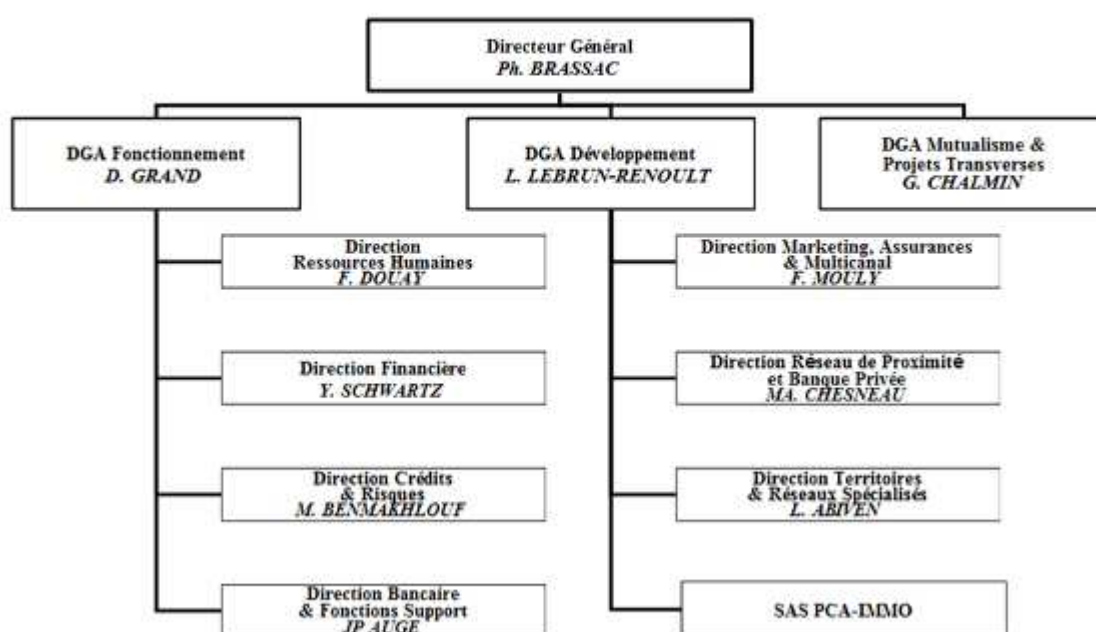 Directeur Général
Ph. BRASSAC
DGA Fonctionnement
D. GRAND
DGA Développement
L. LEBRUN-RENOULT
DGA Mutualisme &
Projets Transverses
G. CHALMIN
Direction
Ressources Humaines
F. DOUAY
Direction Financière
Y. SCHWARTZ
Direction Crédits
& Risques
M. BENMAKHLOUF
Direction Bancaire
& Fonctions Support
JP AUGE
Direction Marketing, Assurances
& Multicanal
F. MOULY
Direction Réseau de Proximité
et Banque Privée
MA. CHESNEAU
Direction Territoires
& Réseaux Spécialisés
L. ABIVEN
SAS PCA-IMMO